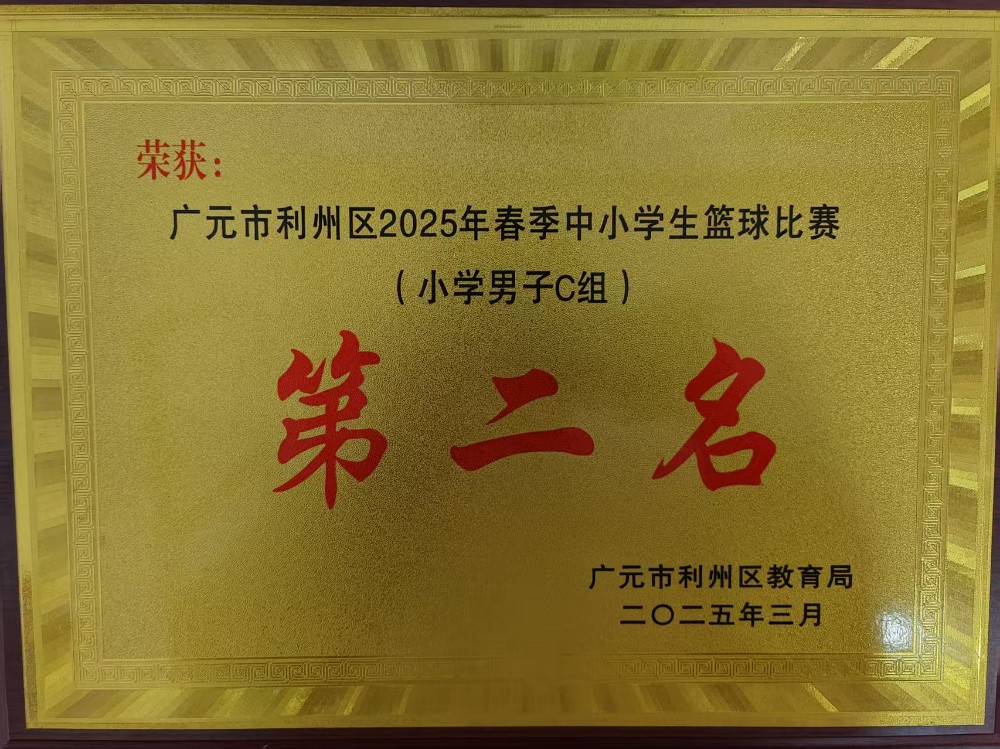 荣获：
广元市利州区2025年春季中小学生篮球比赛
（小学男子C组）
第二名
广元市利州区教育局
二〇二五年三月